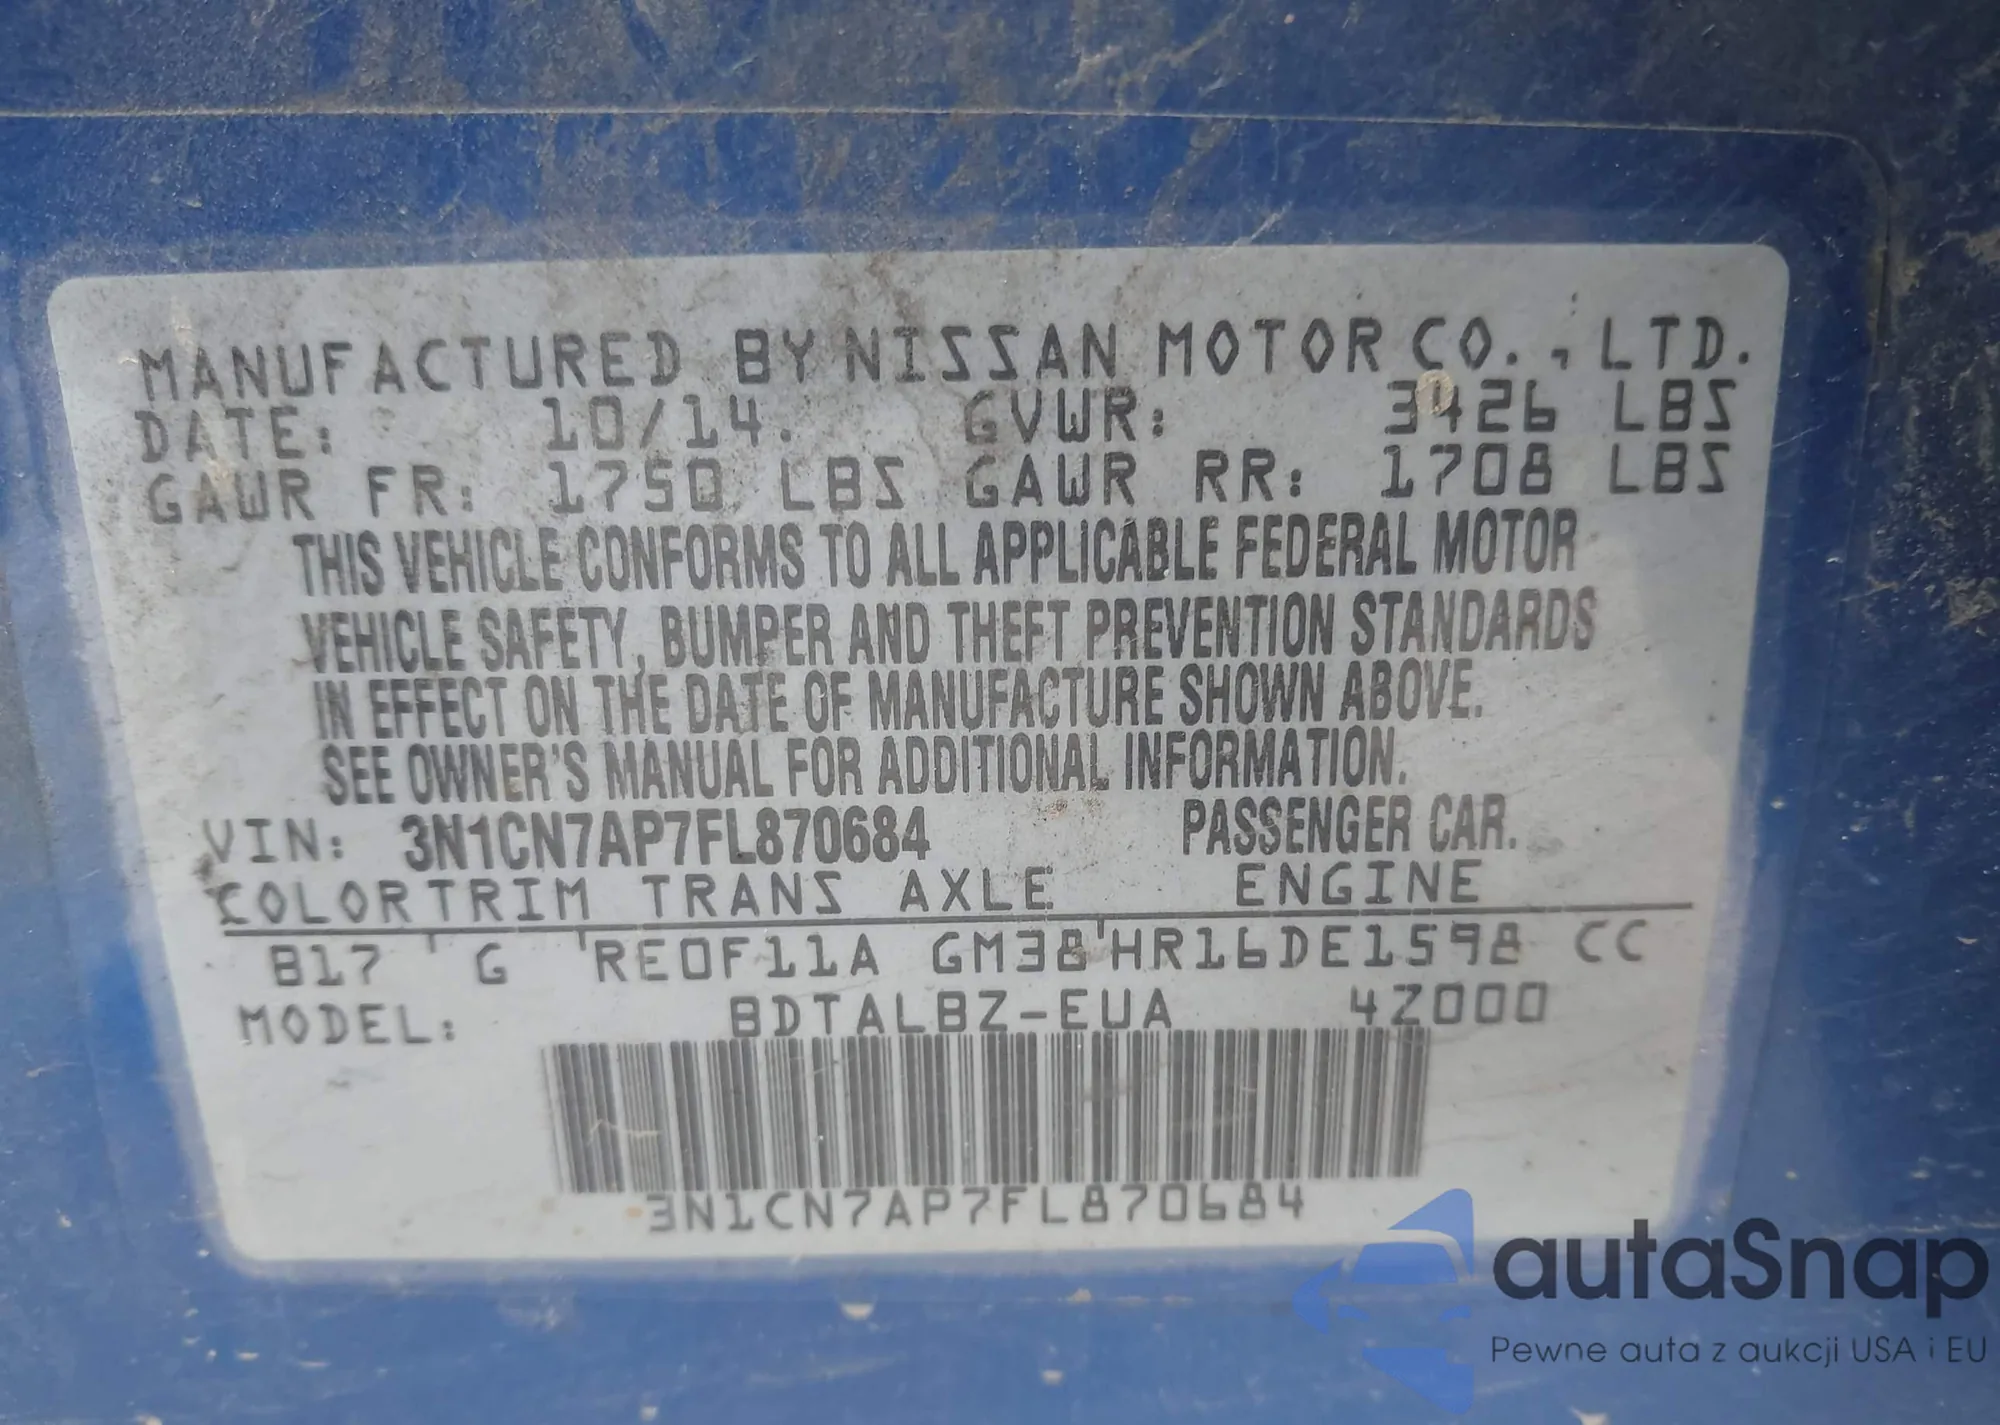 MANUFACTURED BY NISSAN MOTOR CO., LTD.
DATE: 10/14. GVWR: 3426 LBS
GAWR FR: 1750 LBS GAWR RR: 1708 LBS
THIS VEHICLE CONFORMS TO ALL APPLICABLE FEDERAL MOTOR
VEHICLE SAFETY, BUMPER AND THEFT PREVENTION STANDARDS
IN EFFECT ON THE DATE OF MANUFACTURE SHOWN ABOVE.
SEE OWNER'S MANUAL FOR ADDITIONAL INFORMATION.
VIN: 3N1CN7AP7FL870684 PASSENGER CAR.
COLOR TRIM TRANS AXLE ENGINE
B17 G RE0F11A GM38 HR16DE1598 CC
MODEL: BDTALBZ-EUA 4Z000
3N1CN7AP7FL870684
autaSnap
Pewne auta z aukcji USA i EU